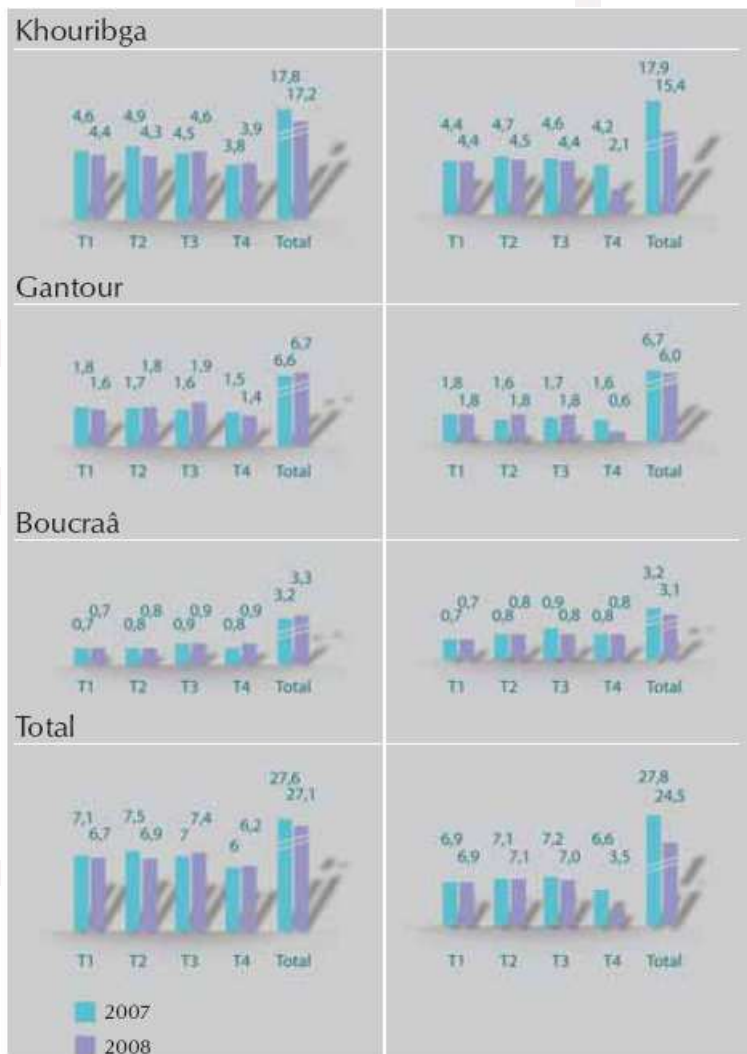 Khouribga
4,6 4,4 4,9 4,3 4,5 4,6 3,8 3,9 17,8 17,2
T1 T2 T3 T4 Total
4,4 4,4 4,7 4,5 4,6 4,4 4,2 2,1 17,9 15,4
T1 T2 T3 T4 Total
Gantour
1,8 1,6 1,7 1,8 1,6 1,9 1,5 1,4 6,6 6,7
T1 T2 T3 T4 Total
1,8 1,8 1,6 1,8 1,7 1,8 1,6 0,6 6,7 6,0
T1 T2 T3 T4 Total
Boucraâ
0,7 0,7 0,8 0,8 0,9 0,9 0,8 0,9 3,2 3,3
T1 T2 T3 T4 Total
0,7 0,7 0,8 0,8 0,9 0,8 0,8 0,8 3,2 3,1
T1 T2 T3 T4 Total
Total
7,1 6,7 7,5 6,9 7 7,4 6 6,2 27,6 27,1
T1 T2 T3 T4 Total
6,9 6,9 7,1 7,1 7,2 7,0 6,6 3,5 27,8 24,5
T1 T2 T3 T4 Total
2007
2008